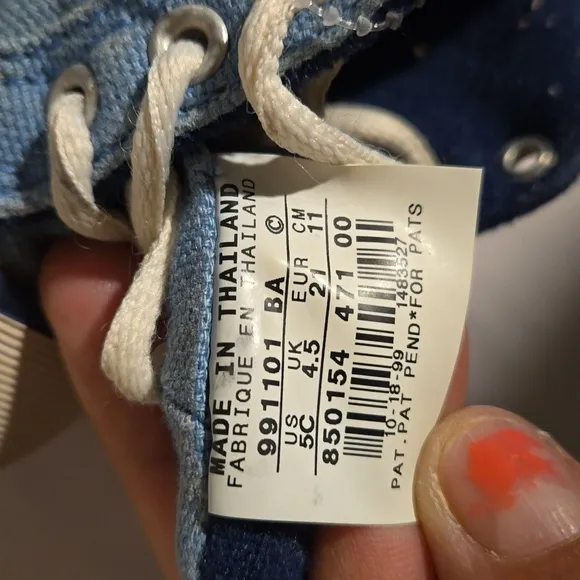 MADE IN THAILAND
FABRIQUE EN THAILAND
991101 BA ©
US UK EUR CM
5C 4.5 21 11
850154 471 00
10-18-99 1483527
PAT.PAT PEND*FOR PATS